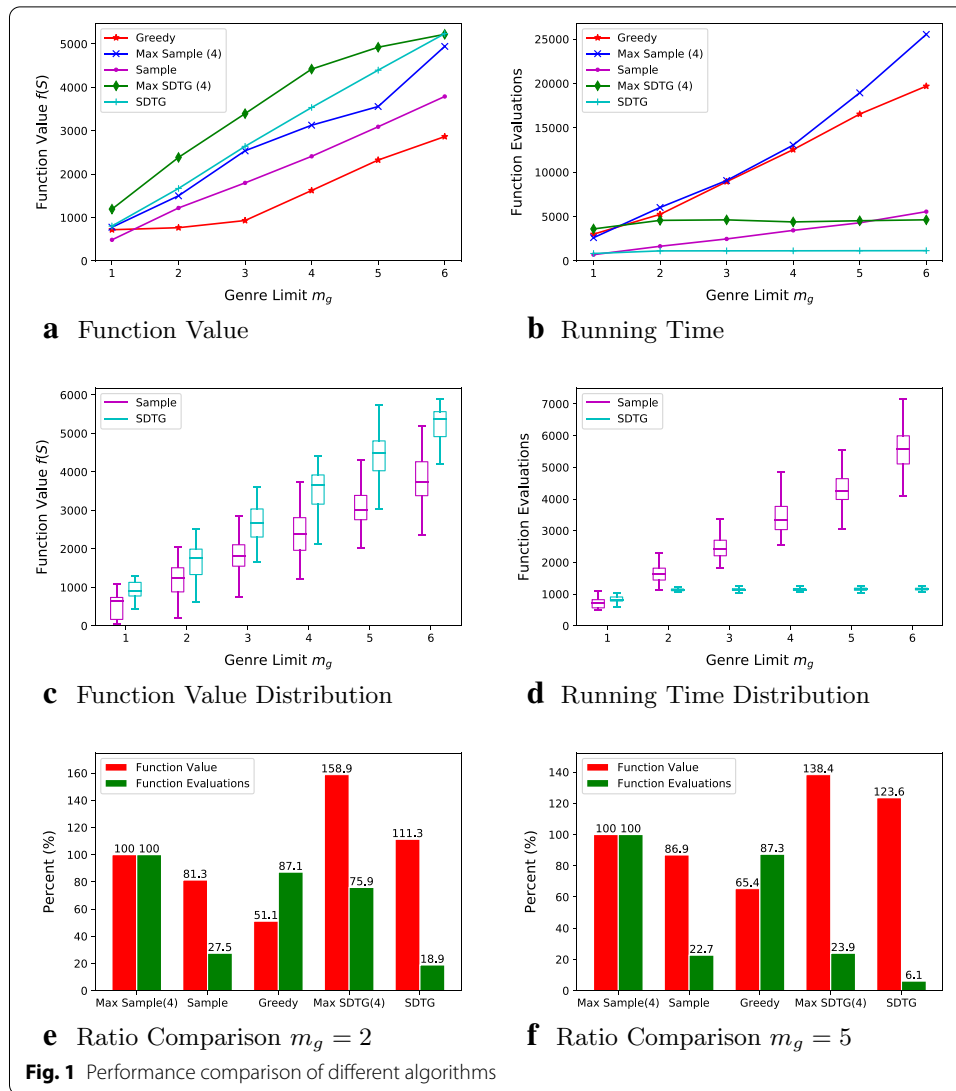 5000
4000
3000
2000
1000
0
Function Value f(S)
Greedy
Max Sample (4)
Sample
Max SDTG (4)
SDTG
1 2 3 4 5 6
Genre Limit m_g
a Function Value
25000
20000
15000
10000
5000
0
Function Evaluations
Greedy
Max Sample (4)
Sample
Max SDTG (4)
SDTG
1 2 3 4 5 6
Genre Limit m_g
b Running Time
6000
5000
4000
3000
2000
1000
0
Function Value f(S)
Sample
SDTG
1 2 3 4 5 6
Genre Limit m_g
c Function Value Distribution
7000
6000
5000
4000
3000
2000
1000
0
Function Evaluations
Sample
SDTG
1 2 3 4 5 6
Genre Limit m_g
d Running Time Distribution
160
140
120
100
80
60
40
20
0
Percent (%)
Function Value
Function Evaluations
100 100
81.3
27.5
51.1
87.1
158.9
75.9
111.3
18.9
Max Sample(4) Sample Greedy Max SDTG(4) SDTG
e Ratio Comparison m_g = 2
140
120
100
80
60
40
20
0
Percent (%)
Function Value
Function Evaluations
100 100
86.9
22.7
65.4
87.3
138.4
23.9
123.6
6.1
Max Sample(4) Sample Greedy Max SDTG(4) SDTG
f Ratio Comparison m_g = 5
Fig. 1 Performance comparison of different algorithms